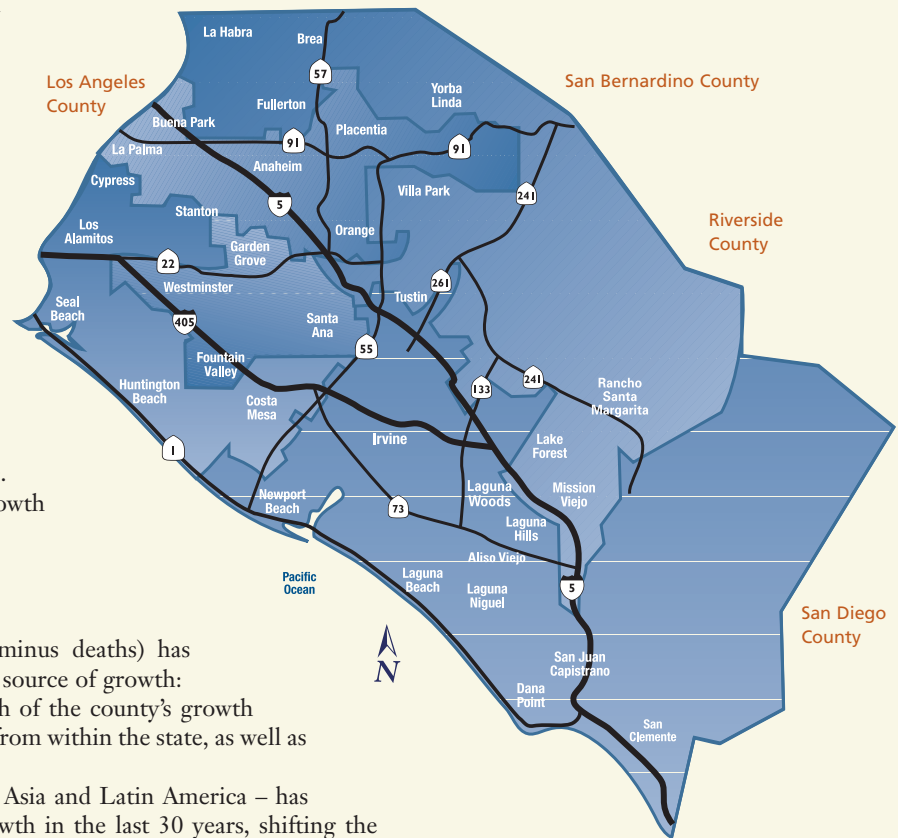 La Habra
Brea
57
Los Angeles
County
San Bernardino County
Yorba
Linda
Fullerton
Buena Park
Placentia
91
91
La Palma
Anaheim
Cypress
Villa Park
241
5
Stanton
Los
Alamitos
Orange
Riverside
County
Garden
Grove
22
Westminster
261
Tustin
Seal
Beach
405
Santa
Ana
55
Fountain
Valley
Huntington
Beach
Costa
Mesa
133
241
Rancho
Santa
Margarita
Irvine
Lake
Forest
1
Newport
Beach
73
Laguna
Woods
Mission
Viejo
Laguna
Hills
Aliso Viejo
Pacific
Ocean
Laguna
Beach
Laguna
Niguel
5
San Diego
County
N
San Juan
Capistrano
Dana
Point
San
Clemente
minus deaths) has
source of growth:
of the county's growth
from within the state, as well as
Asia and Latin America – has
in the last 30 years, shifting the